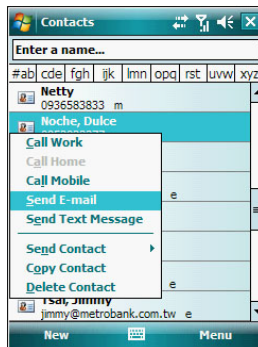 Contacts
Enter a name...
#ab cde fgh ijk lmn opq rst uvw xyz
Netty
0936583833 m
Noche, Dulce
Call Work
Call Home
Call Mobile
Send E-mail
e
Send Text Message
Send Contact
Copy Contact
Delete Contact
e
Tsai, Jimmy
jimmy@metrobank.com.tw e
New Menu